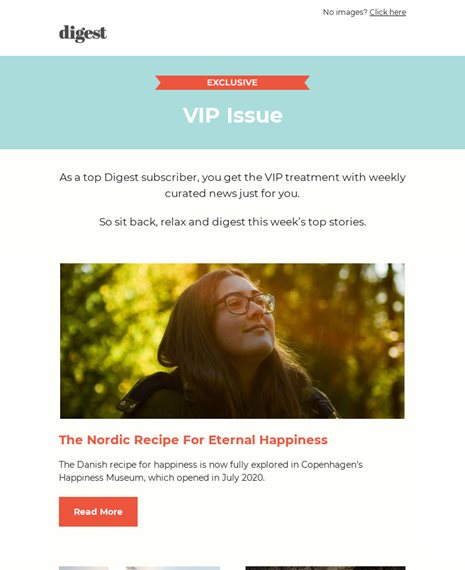 No images? Click here
digest
EXCLUSIVE
VIP Issue
As a top Digest subscriber, you get the VIP treatment with weekly
curated news just for you.
So sit back, relax and digest this week’s top stories.
The Nordic Recipe For Eternal Happiness
The Danish recipe for happiness is now fully explored in Copenhagen's
Happiness Museum, which opened in July 2020.
Read More